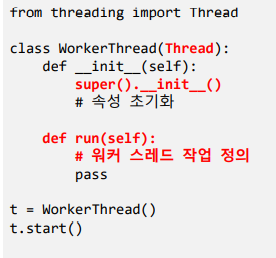 from threading import Thread
class WorkerThread(Thread):
def __init__(self):
super().__init__()
# 속성 초기화
def run(self):
# 워커 스레드 작업 정의
pass
t = WorkerThread()
t.start()